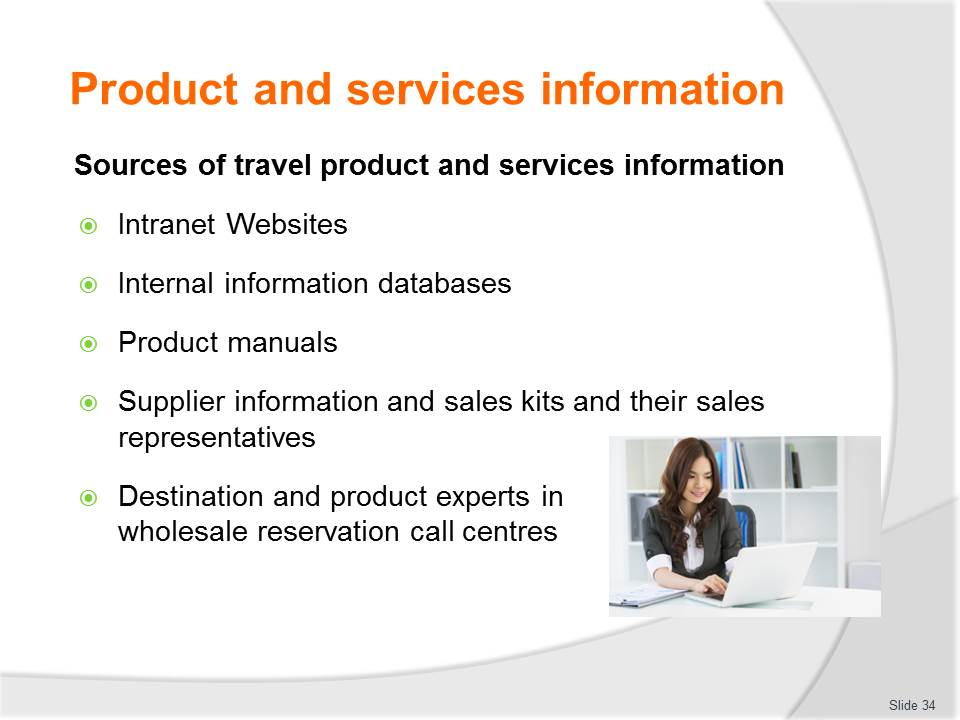 Product and services information
Sources of travel product and services information
Intranet Websites
Internal information databases
Product manuals
Supplier information and sales kits and their sales
representatives
Destination and product experts in
wholesale reservation call centres
Slide 34